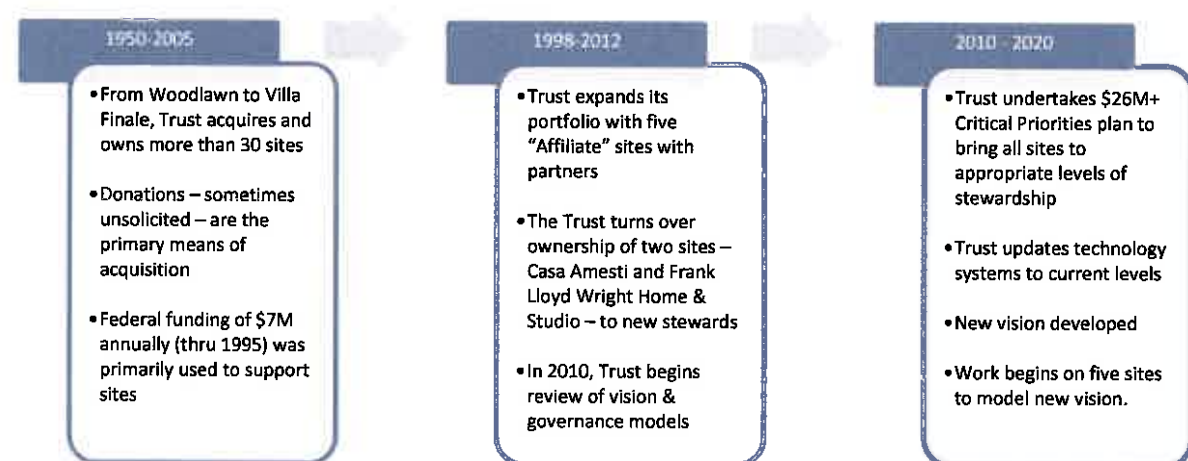 1950-2005
• From Woodlawn to Villa
Finale, Trust acquires and
owns more than 30 sites
• Donations – sometimes
unsolicited – are the
primary means of
acquisition
• Federal funding of $7M
annually (thru 1995) was
primarily used to support
sites
1998-2012
• Trust expands its
portfolio with five
"Affiliate" sites with
partners
• The Trust turns over
ownership of two sites –
Casa Amesti and Frank
Lloyd Wright Home &
Studio – to new stewards
• In 2010, Trust begins
review of vision &
governance models
2010 - 2020
• Trust undertakes $26M+
Critical Priorities plan to
bring all sites to
appropriate levels of
stewardship
• Trust updates technology
systems to current levels
• New vision developed
• Work begins on five sites
to model new vision.